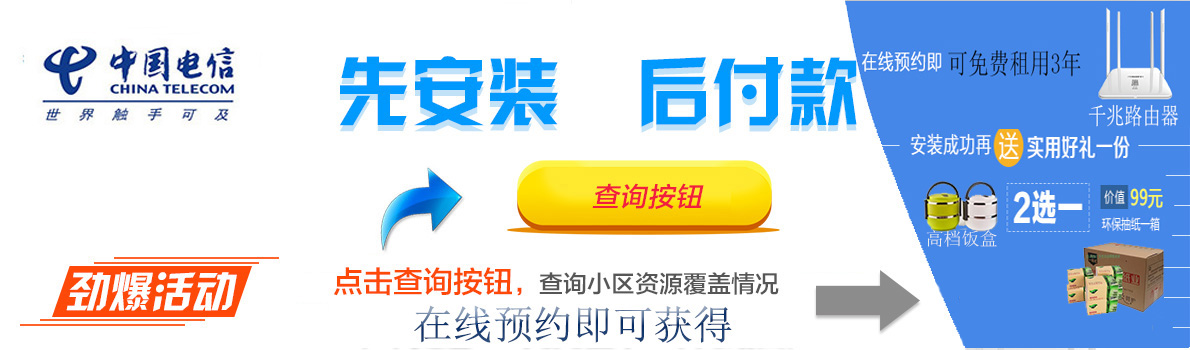 中国电信
CHINA TELECOM
世界触手可及
先安装 后付款
查询按钮
点击查询按钮，查询小区资源覆盖情况
在线预约即可获得
劲爆活动
在线预约即 可免费租用3年
千兆路由器
安装成功再 送 实用好礼一份
高档饭盒
2选一
价值 99元
环保抽纸一箱